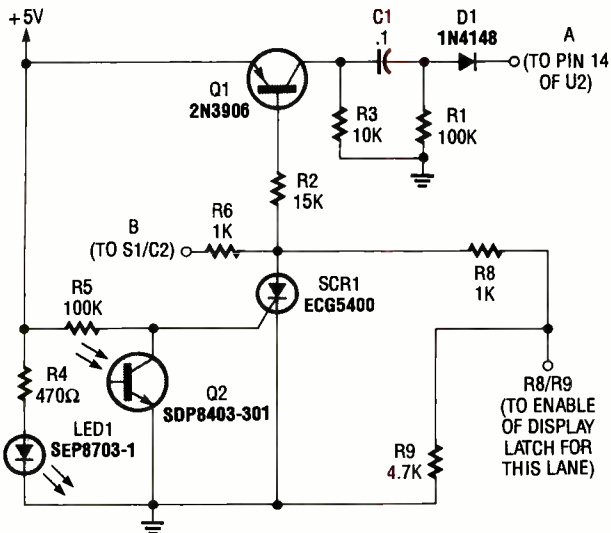 +5V
C1
.1
D1
1N4148
A
(TO PIN 14
OF U2)
Q1
2N3906
R3
10K
R1
100K
R2
15K
B
(TO S1/C2)
R6
1K
R8
1K
SCR1
ECG5400
R5
100K
R4
470Ω
Q2
SDP8403-301
LED1
SEP8703-1
R9
4.7K
R8/R9
(TO ENABLE
OF DISPLAY
LATCH FOR
THIS LANE)